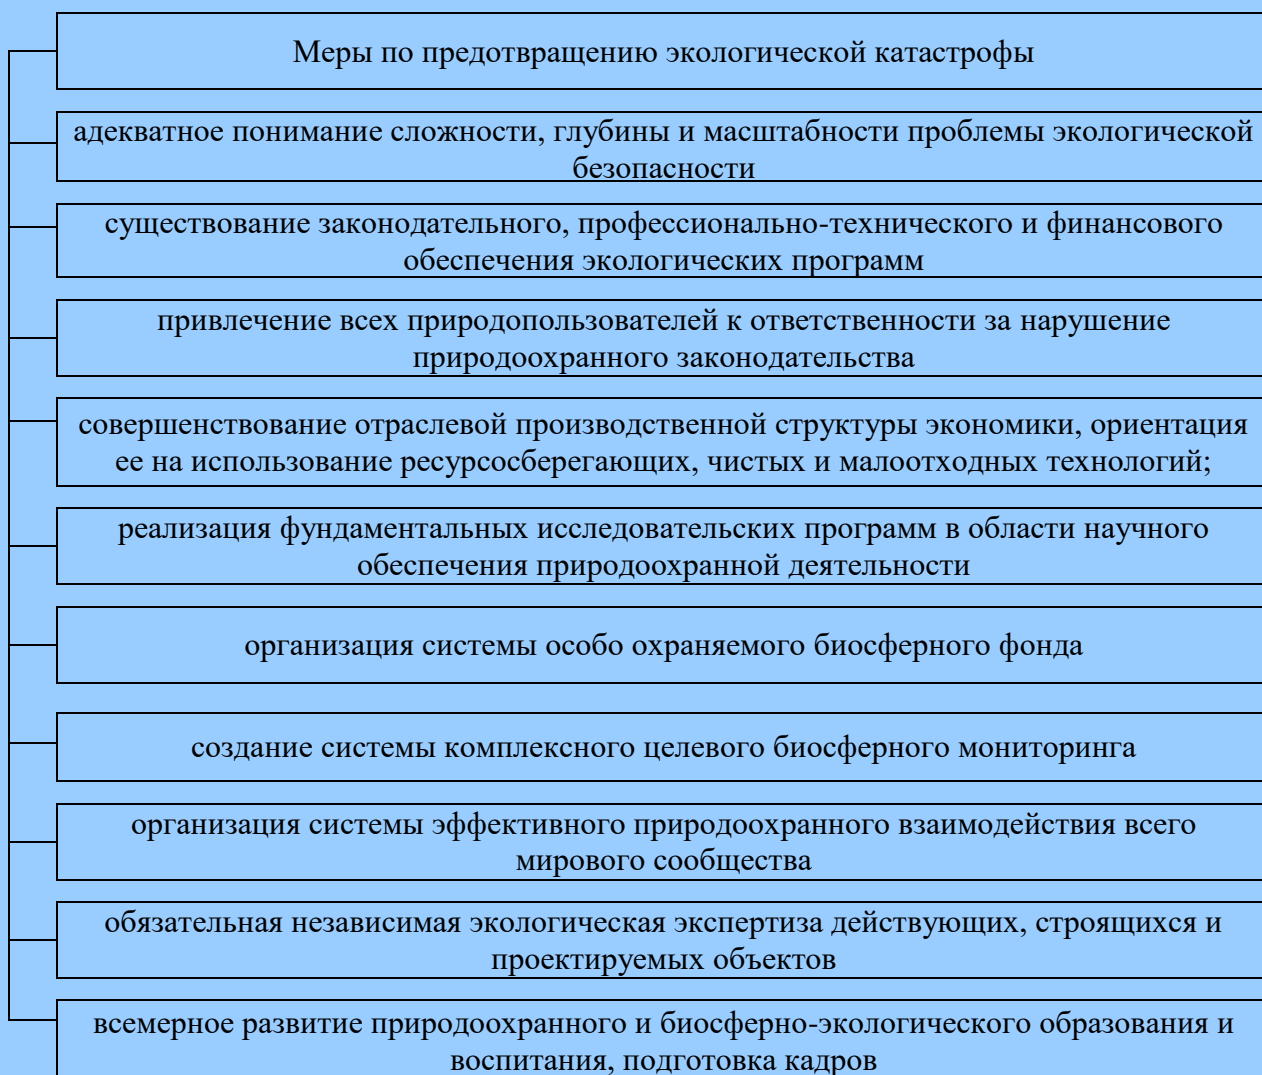 Меры по предотвращению экологической катастрофы
адекватное понимание сложности, глубины и масштабности проблемы экологической
безопасности
существование законодательного, профессионально-технического и финансового
обеспечения экологических программ
привлечение всех природопользователей к ответственности за нарушение
природоохранного законодательства
совершенствование отраслевой производственной структуры экономики, ориентация
ее на использование ресурсосберегающих, чистых и малоотходных технологий;
реализация фундаментальных исследовательских программ в области научного
обеспечения природоохранной деятельности
организация системы особо охраняемого биосферного фонда
создание системы комплексного целевого биосферного мониторинга
организация системы эффективного природоохранного взаимодействия всего
мирового сообщества
обязательная независимая экологическая экспертиза действующих, строящихся и
проектируемых объектов
всемерное развитие природоохранного и биосферно-экологического образования и
воспитания, подготовка кадров